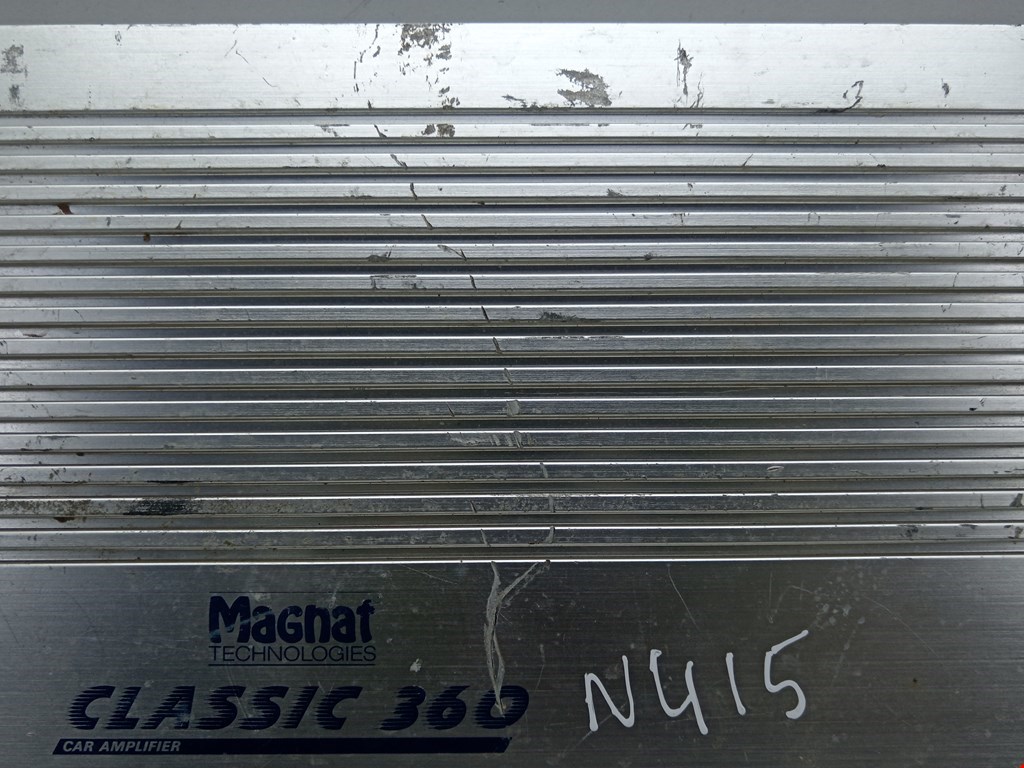 Magnat
TECHNOLOGIES
CLASSIC 360
CAR AMPLIFIER
N415